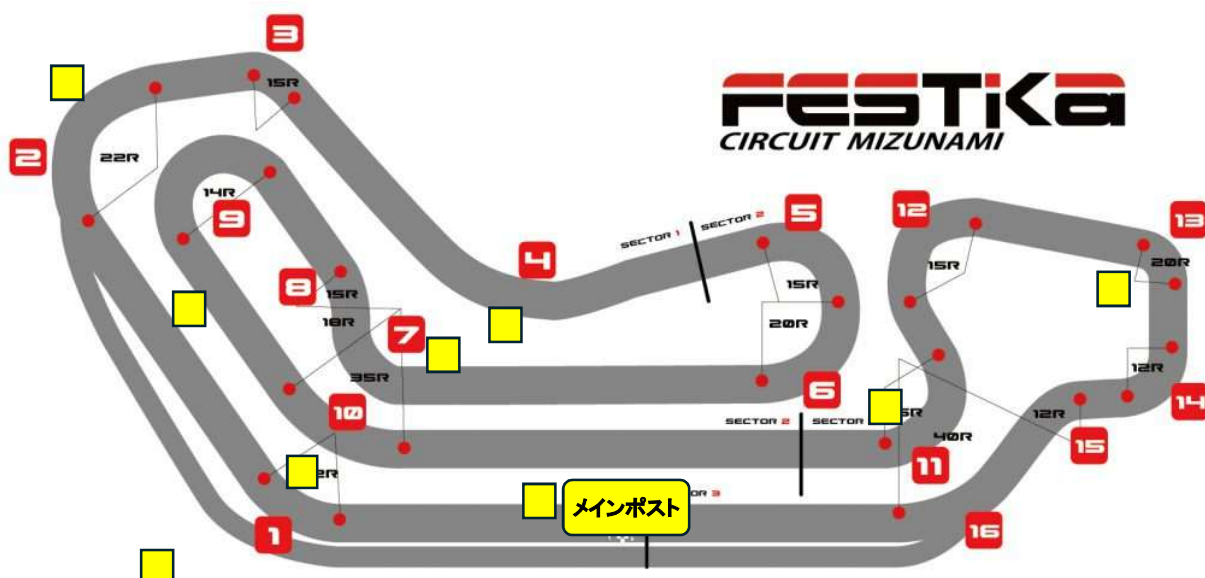 FESTIKA
CIRCUIT MIZUNAMI
3
15R
2
22R
14R
9
12
5
13
SECTOR 1
SECTOR 2
20R
4
15R
8
15R
15R
18R
7
20R
35R
12R
6
14
10
SECTOR 2
SECTOR
12R
40R
15
11
メインポスト
3
1
16